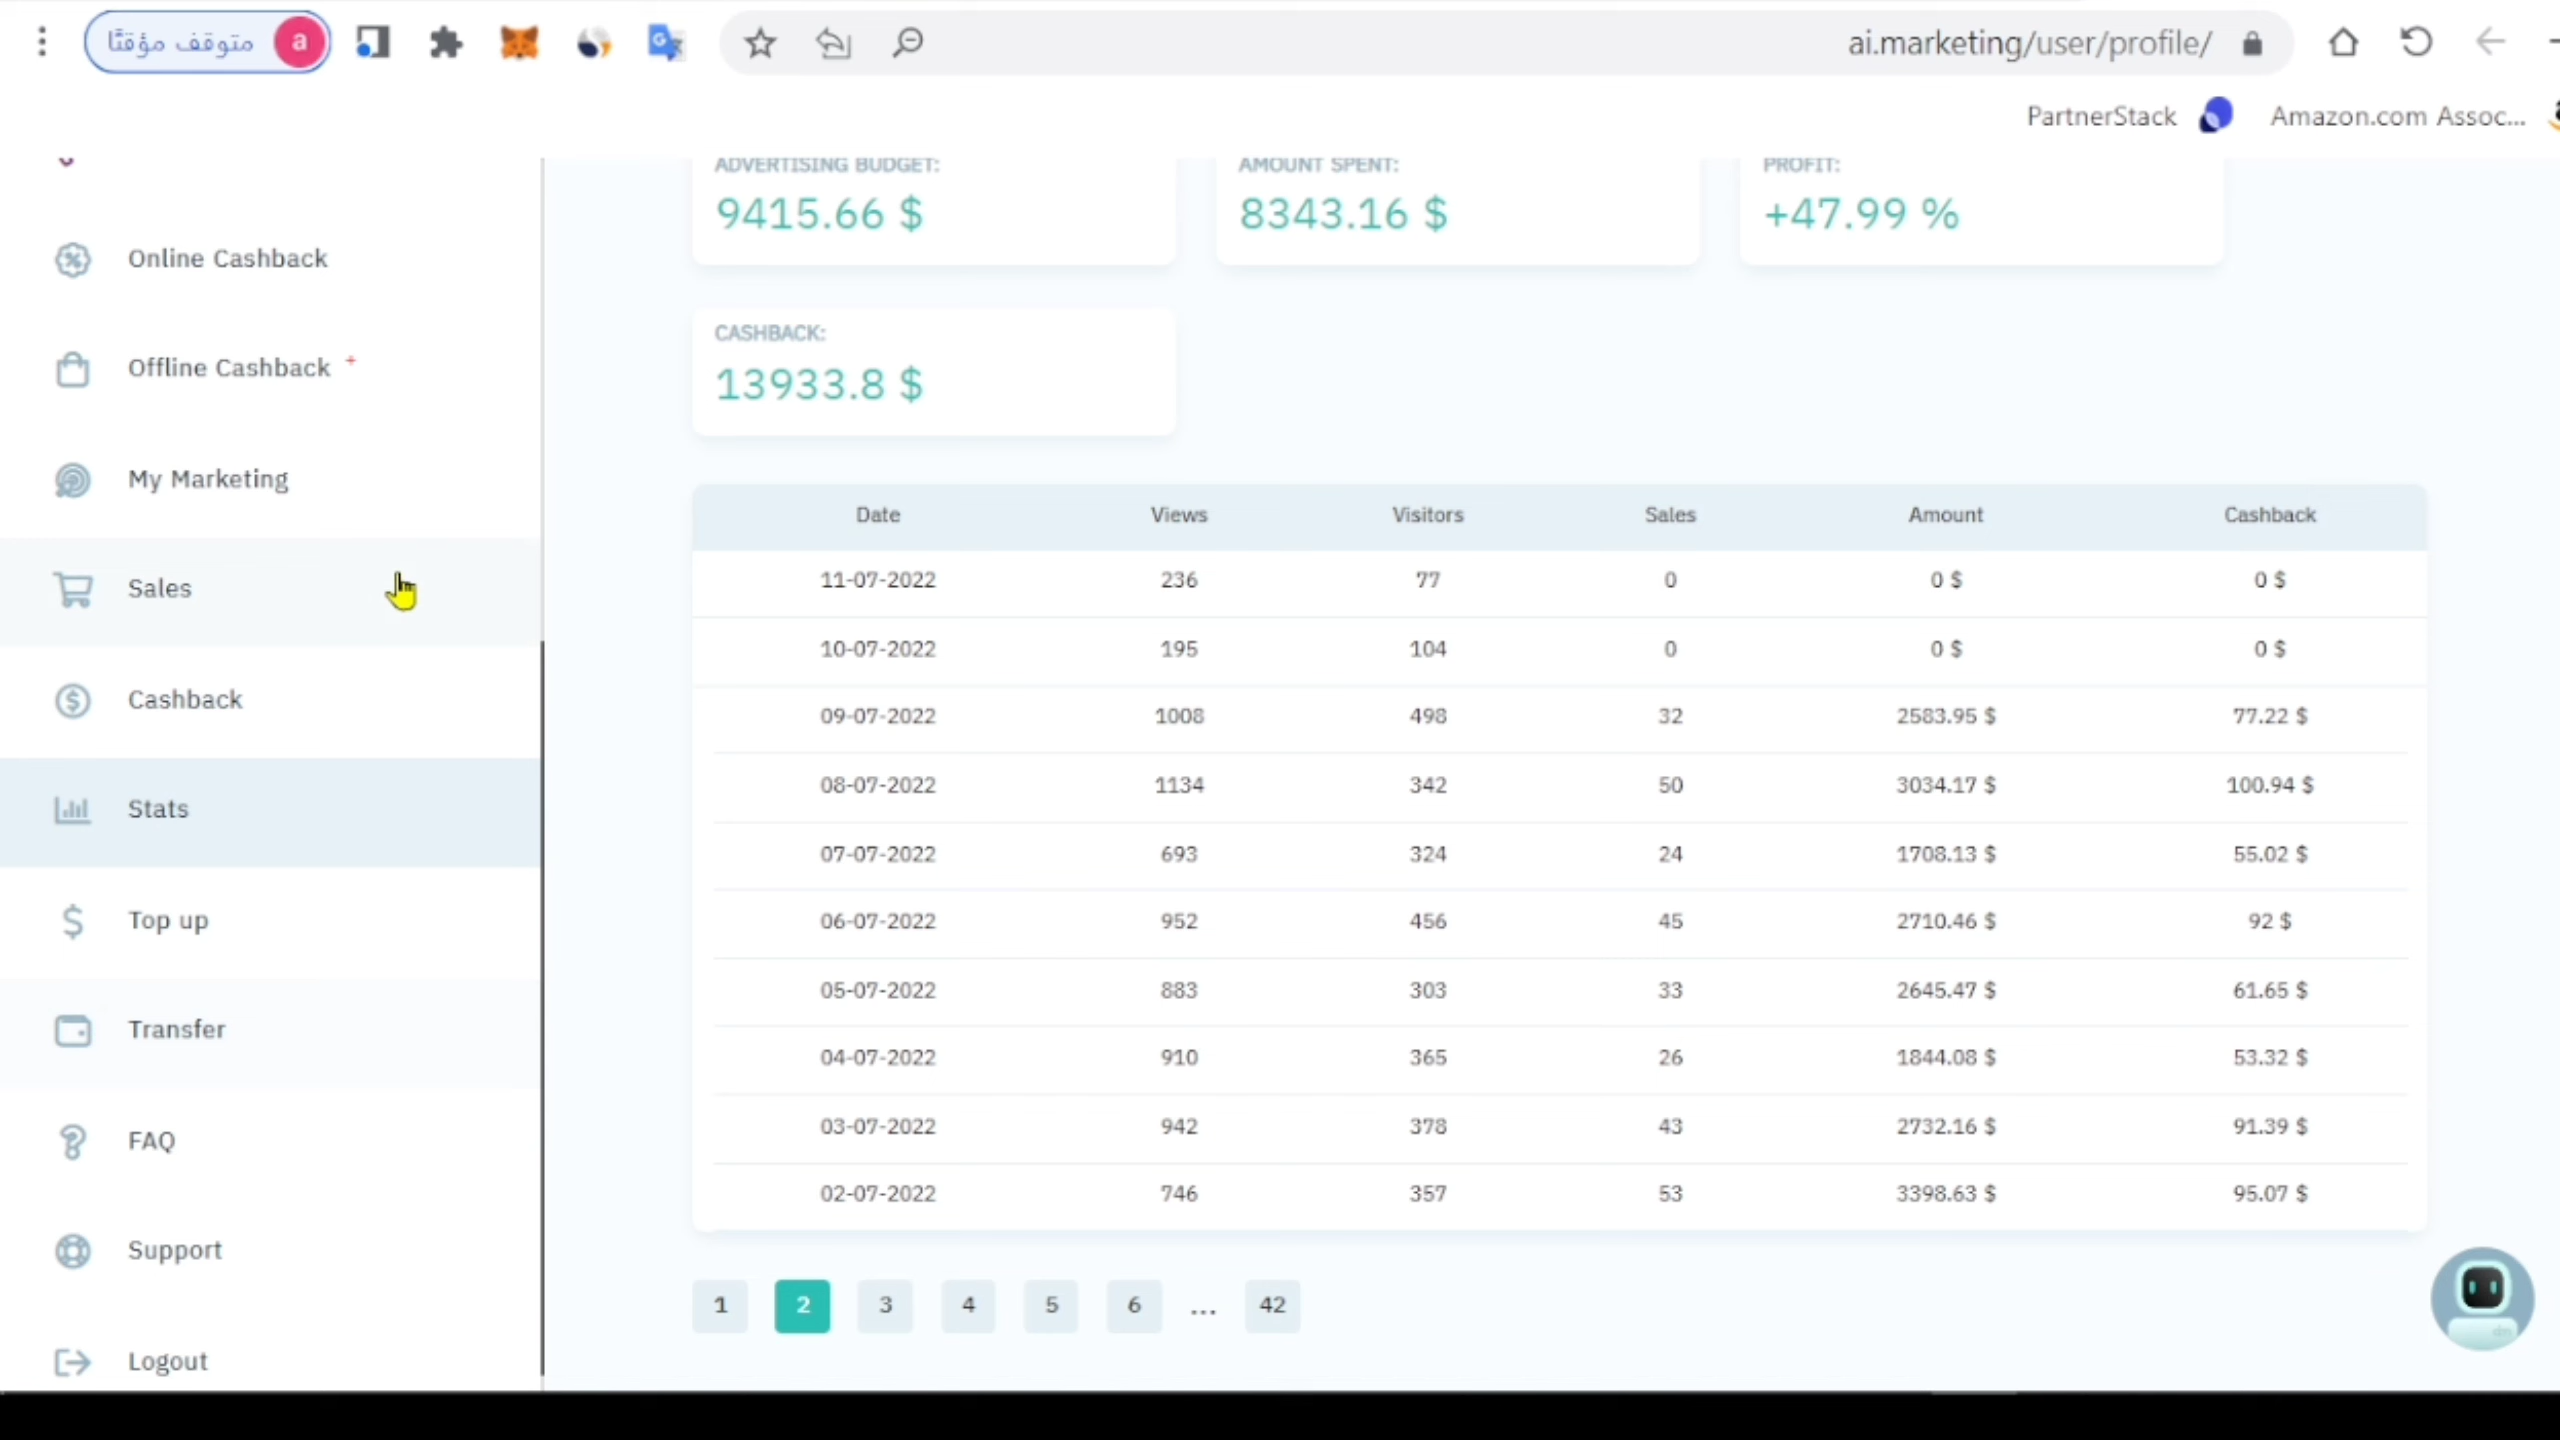 متوقف مؤقتًا
a
ai.marketing/user/profile/
PartnerStack
Amazon.com Assoc...
Online Cashback
Offline Cashback +
My Marketing
Sales
Cashback
Stats
Top up
Transfer
FAQ
Support
Logout
ADVERTISING BUDGET:
9415.66 $
AMOUNT SPENT:
8343.16 $
PROFIT:
+47.99 %
CASHBACK:
13933.8 $
Date Views Visitors Sales Amount Cashback
11-07-2022 236 77 0 0 $ 0 $
10-07-2022 195 104 0 0 $ 0 $
09-07-2022 1008 498 32 2583.95 $ 77.22 $
08-07-2022 1134 342 50 3034.17 $ 100.94 $
07-07-2022 693 324 24 1708.13 $ 55.02 $
06-07-2022 952 456 45 2710.46 $ 92 $
05-07-2022 883 303 33 2645.47 $ 61.65 $
04-07-2022 910 365 26 1844.08 $ 53.32 $
03-07-2022 942 378 43 2732.16 $ 91.39 $
02-07-2022 746 357 53 3398.63 $ 95.07 $
1 2 3 4 5 6 ... 42